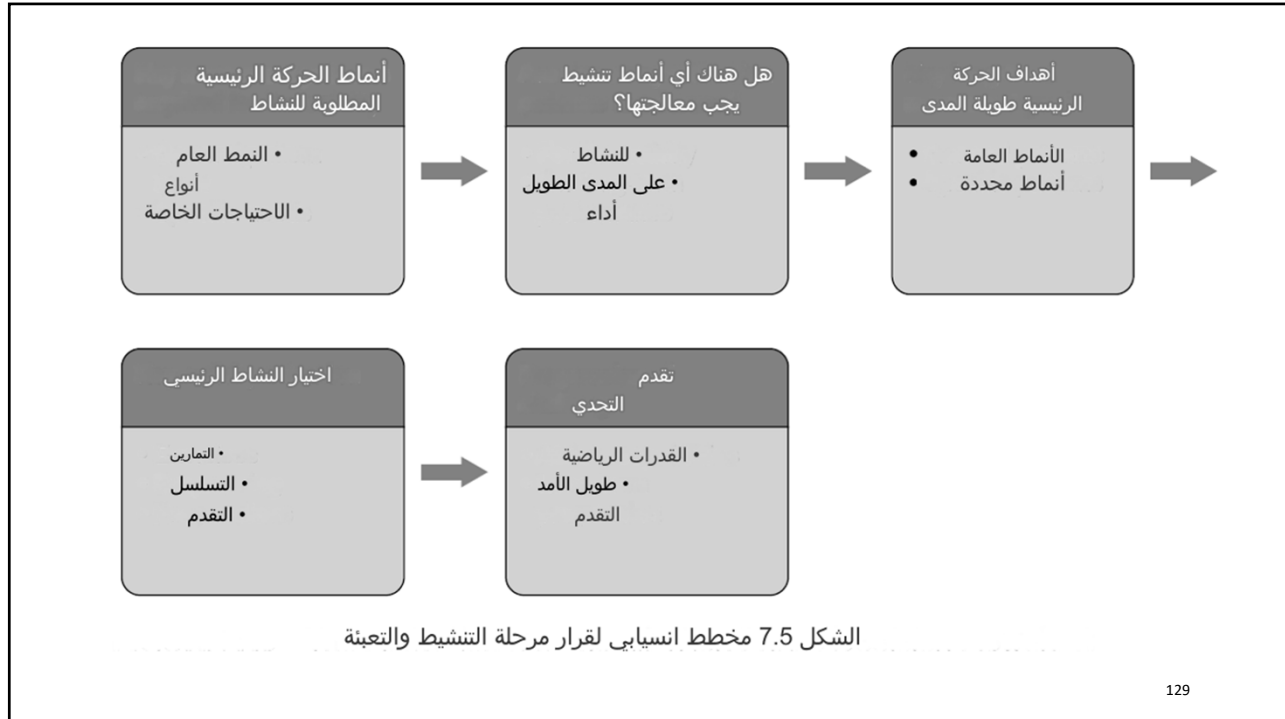 أنماط الحركة الرئيسية
المطلوبة للنشاط
• النمط العام
أنواع
• الاحتياجات الخاصة
هل هناك أي أنماط تنشيط
يجب معالجتها؟
• للنشاط
• على المدى الطويل
أداء
أهداف الحركة
الرئيسية طويلة المدى
• الأنماط العامة
• أنماط محددة
اختيار النشاط الرئيسي
• التمارين
• التسلسل
• التقدم
تقدم
التحدي
• القدرات الرياضية
• طويل الأمد
التقدم
الشكل 7.5 مخطط انسيابي لقرار مرحلة التنشيط والتعبئة
129